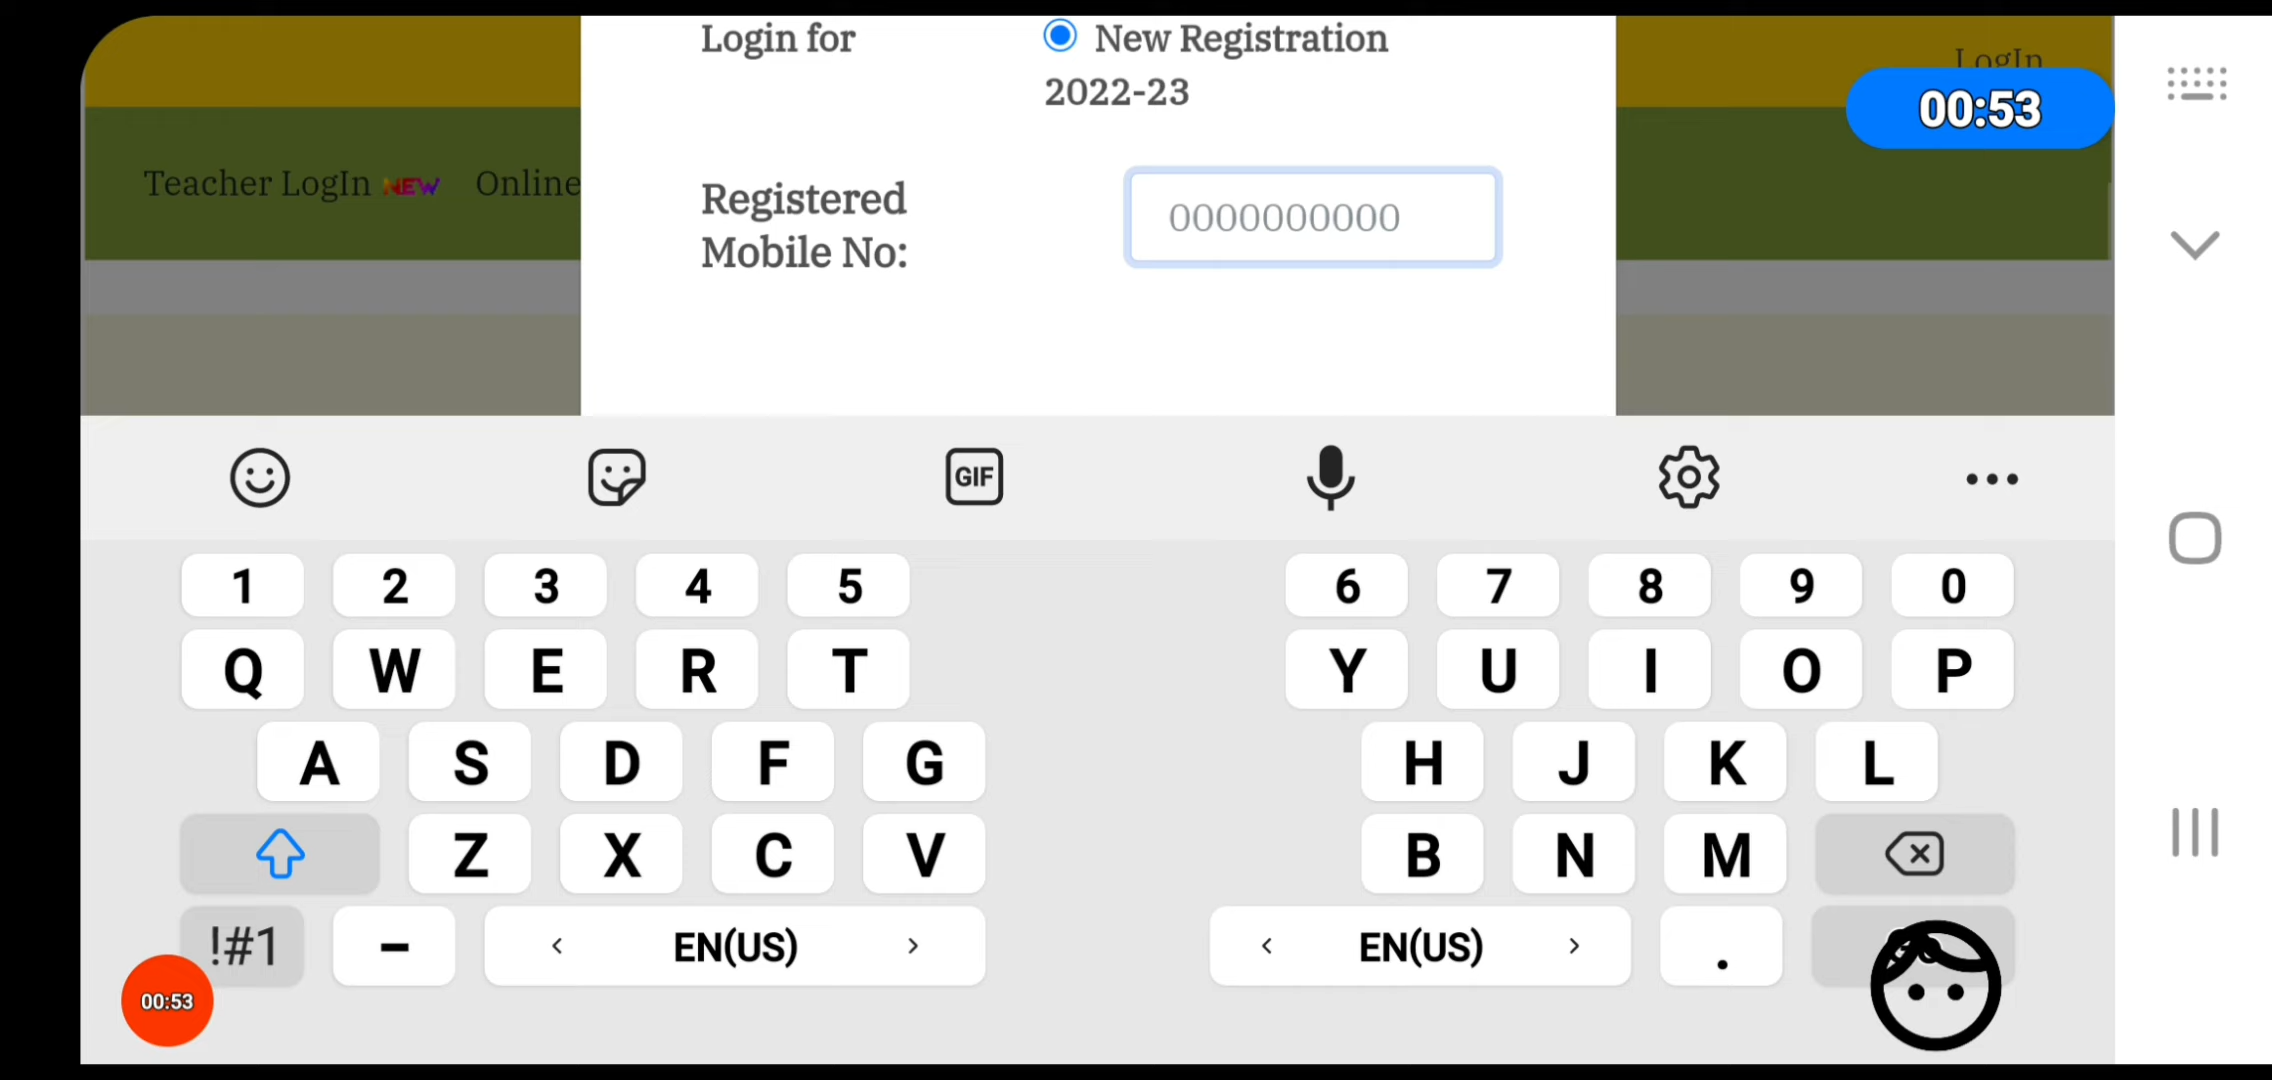 Login for
New Registration
2022-23
LogIn
00:53
Teacher LogIn NEW Online
Registered
Mobile No:
0000000000
GIF
1 2 3 4 5 6 7 8 9 0
Q W E R T Y U I O P
A S D F G H J K L
Z X C V B N M
!#1 - < EN(US) > < EN(US) > .
00:53